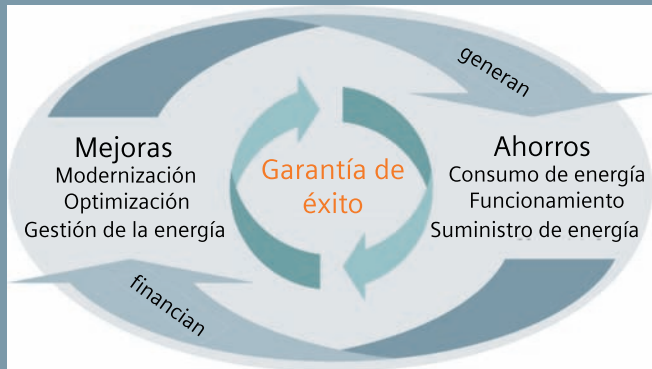 generan
Mejoras
Modernización
Optimización
Gestión de la energía
Garantía de
éxito
Ahorros
Consumo de energía
Funcionamiento
Suministro de energía
financian